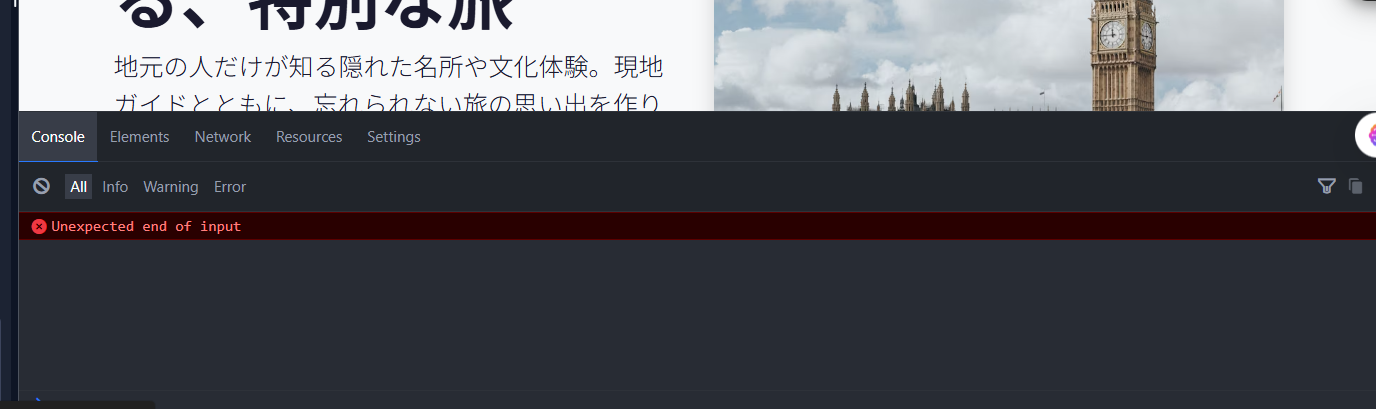 る、特別な旅
地元の人だけが知る隠れた名所や文化体験。現地
ガイドとともに、忘れられない旅の思い出を作り
Console Elements Network Resources Settings
All Info Warning Error
Unexpected end of input